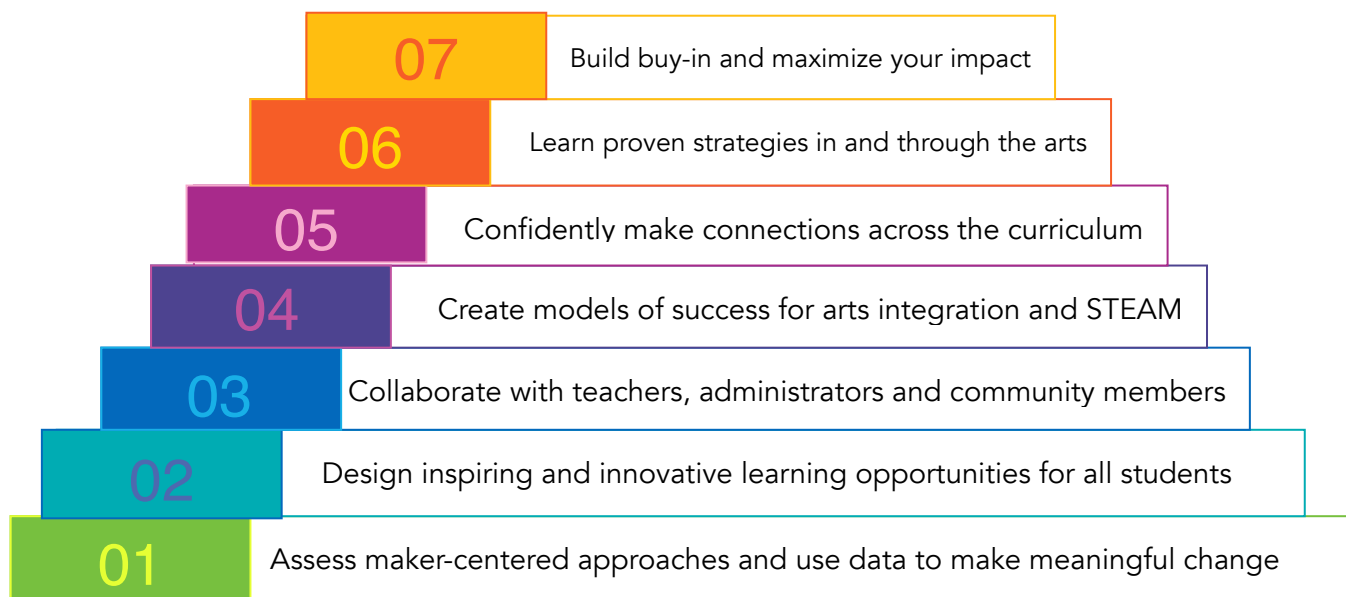 07 Build buy-in and maximize your impact
06 Learn proven strategies in and through the arts
05 Confidently make connections across the curriculum
04 Create models of success for arts integration and STEAM
03 Collaborate with teachers, administrators and community members
02 Design inspiring and innovative learning opportunities for all students
01 Assess maker-centered approaches and use data to make meaningful change